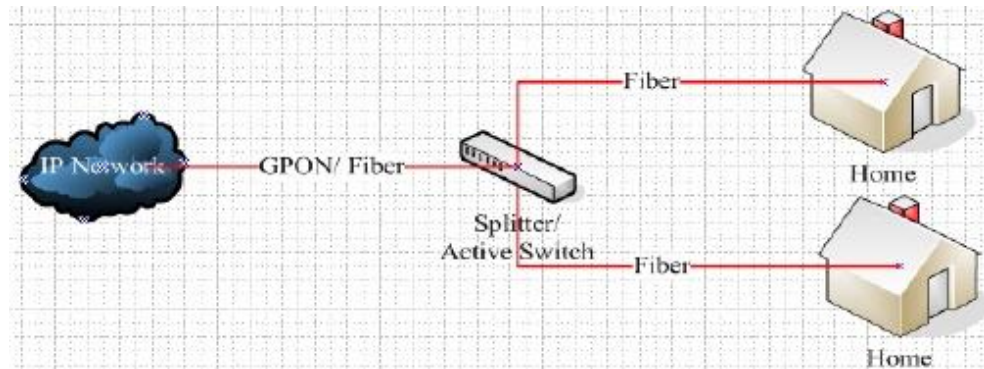 Fiber
IP Network
GPON/ Fiber
Home
Splitter/
Active Switch
Fiber
Home